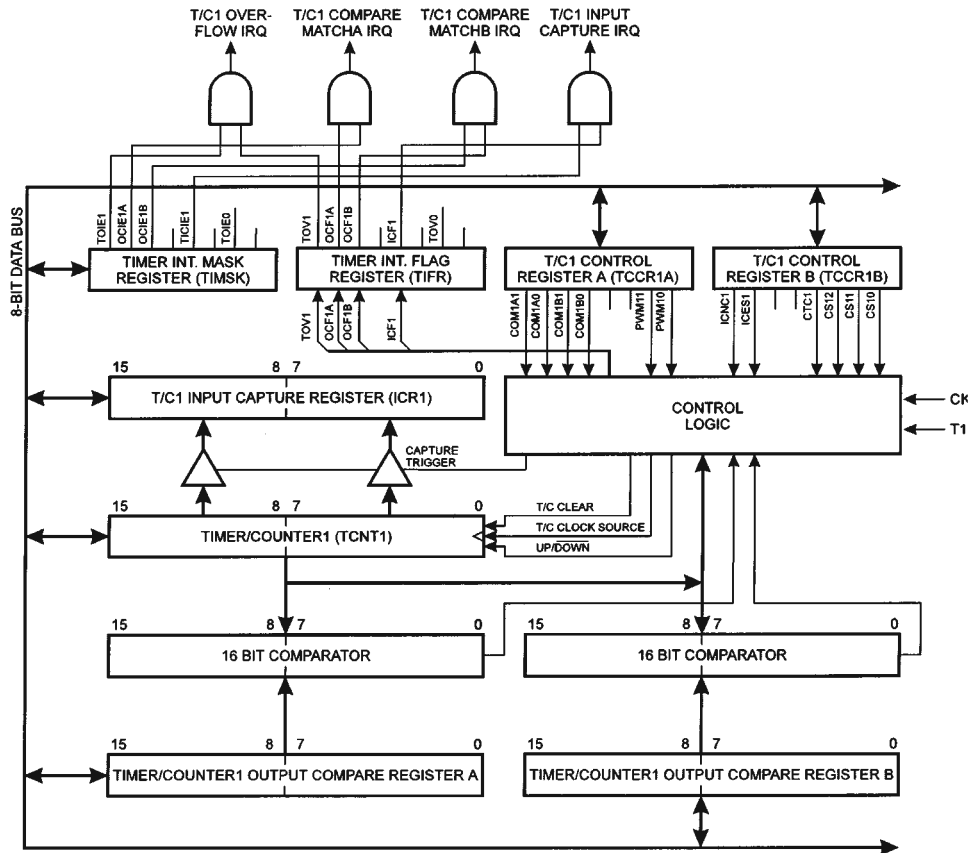 T/C1 OVER-
FLOW IRQ
T/C1 COMPARE
MATCHA IRQ
T/C1 COMPARE
MATCHB IRQ
T/C1 INPUT
CAPTURE IRQ
8-BIT DATA BUS
TOIE1
OCIE1A
OCIE1B
TICIE1
TOIE0
TOV1
OCF1A
OCF1B
ICF1
TOV0
TIMER INT. MASK
REGISTER (TIMSK)
TIMER INT. FLAG
REGISTER (TIFR)
T/C1 CONTROL
REGISTER A (TCCR1A)
T/C1 CONTROL
REGISTER B (TCCR1B)
TOV1
OCF1A
OCF1B
ICF1
COM1A1
COM1A0
COM1B1
COM1B0
PWM11
PWM10
ICNC1
ICES1
CTC1
CS12
CS11
CS10
15 8 7 0
T/C1 INPUT CAPTURE REGISTER (ICR1)
CONTROL
LOGIC
CK
T1
CAPTURE
TRIGGER
15 8 7 0
TIMER/COUNTER1 (TCNT1)
T/C CLEAR
T/C CLOCK SOURCE
UP/DOWN
15 8 7 0
16 BIT COMPARATOR
15 8 7 0
16 BIT COMPARATOR
15 8 7 0
TIMER/COUNTER1 OUTPUT COMPARE REGISTER A
15 8 7 0
TIMER/COUNTER1 OUTPUT COMPARE REGISTER B